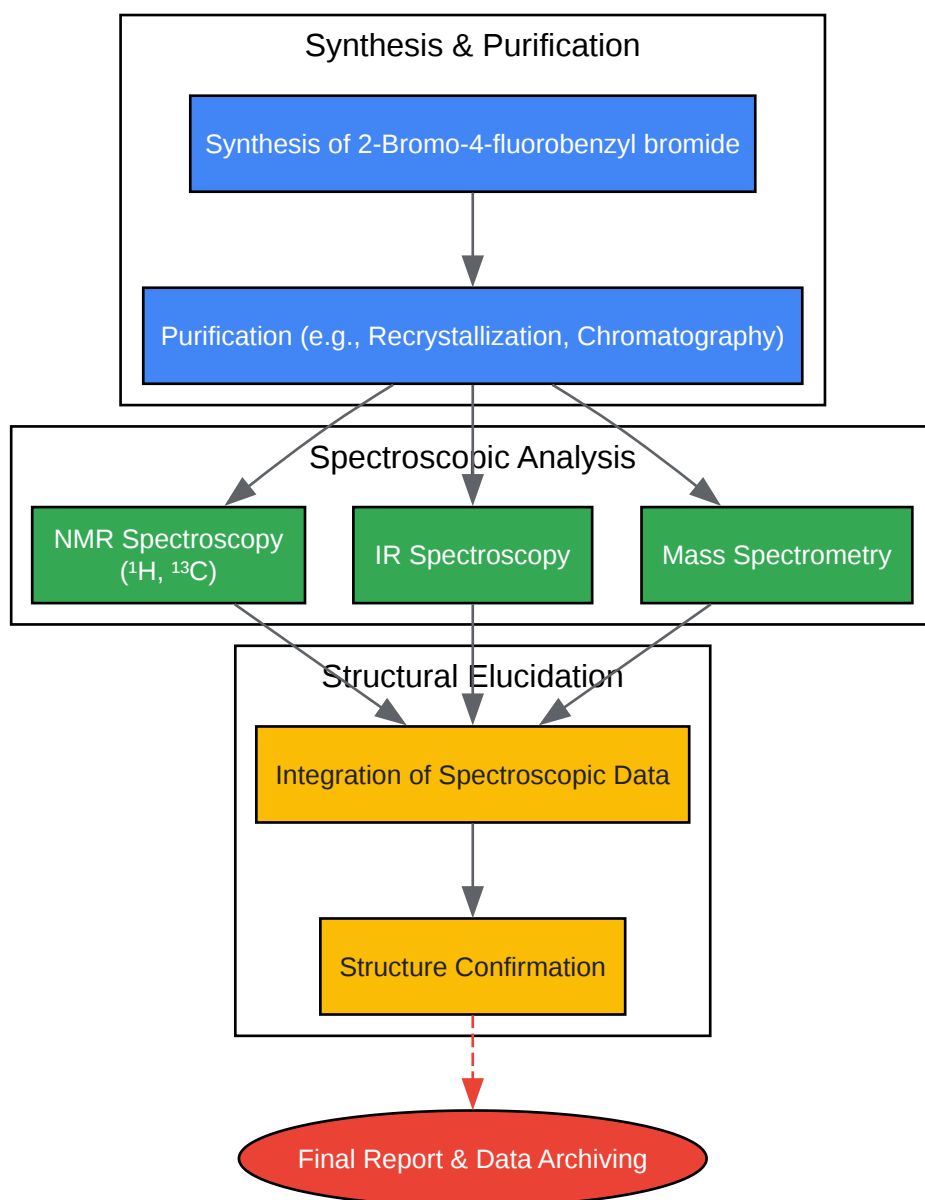 Synthesis & Purification
Synthesis of 2-Bromo-4-fluorobenzyl bromide
Purification (e.g., Recrystallization, Chromatography)
Spectroscopic Analysis
NMR Spectroscopy
(¹H, ¹³C)
IR Spectroscopy
Mass Spectrometry
Structural Elucidation
Integration of Spectroscopic Data
Structure Confirmation
Final Report & Data Archiving